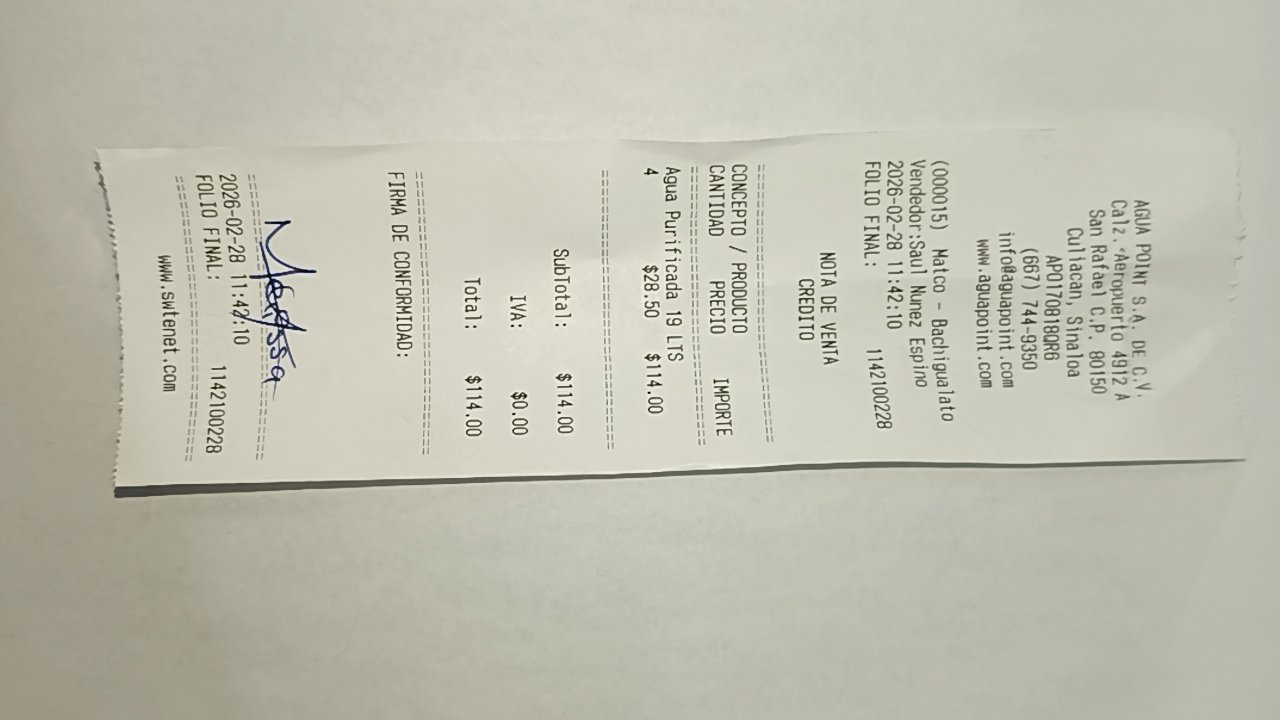 AGUA POINT S.A. DE C.V.
Calz. Aeropuerto 4912 A
San Rafael C.P. 80150
Culiacan, Sinaloa
APO170818QR6
(667) 744-9350
info@aguapoint.com
www.aguapoint.com
(000015) Matco - Bachigualato
Vendedor:Saul Nunez Espino
2026-02-28 11:42:10
FOLIO FINAL: 1142100228
NOTA DE VENTA
CREDITO
CONCEPTO / PRODUCTO
CANTIDAD PRECIO IMPORTE
Agua Purificada 19 LTS
4 $28.50 $114.00
Subtotal: $114.00
IVA: $0.00
Total: $114.00
FIRMA DE CONFORMIDAD:
2026-02-28 11:42:10
FOLIO FINAL: 1142100228
www.swtenet.com